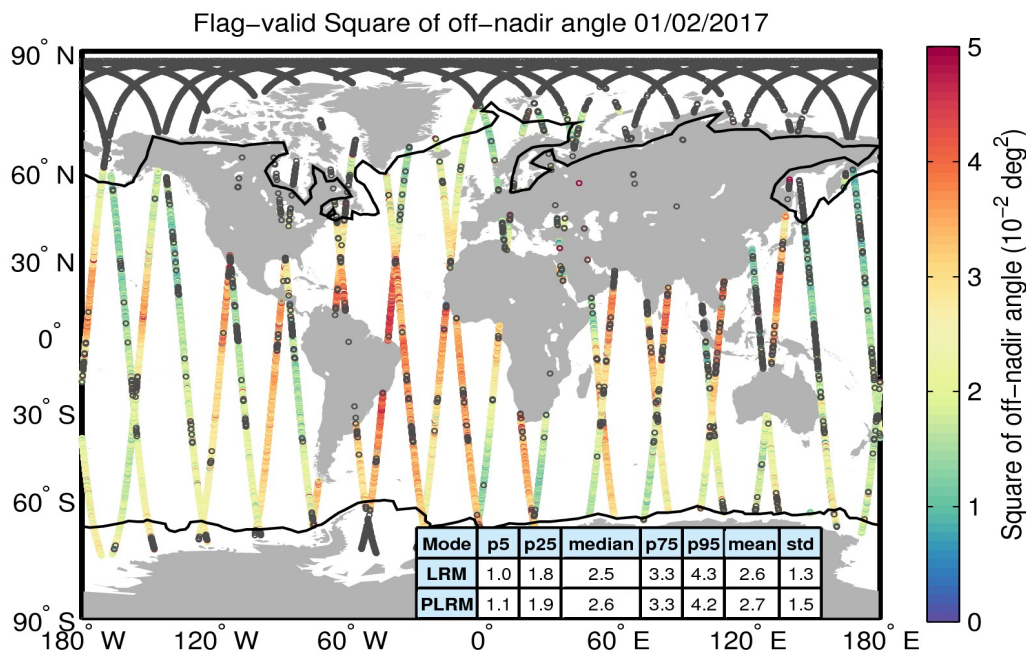 Flag-valid Square of off-nadir angle 01/02/2017
90° N
60° N
30° N
0°
30° S
60° S
90° S
180° W
120° W
60° W
0°
60° E
120° E
180° E
Mode p5 p25 median p75 p95 mean std
LRM 1.0 1.8 2.5 3.3 4.3 2.6 1.3
PLRM 1.1 1.9 2.6 3.3 4.2 2.7 1.5
5
4
3
2
1
0
Square of off-nadir angle (10⁻² deg²)